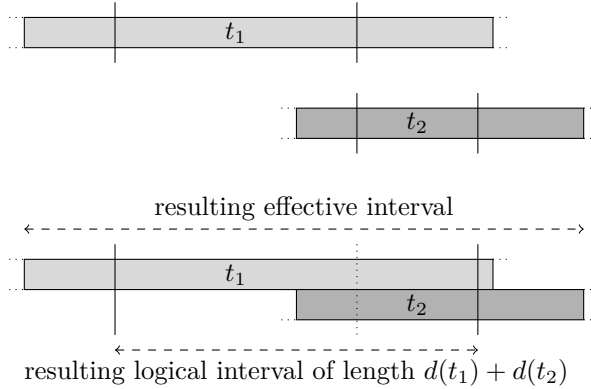 t₁
t₂
resulting effective interval
t₁
t₂
resulting logical interval of length d(t₁) + d(t₂)